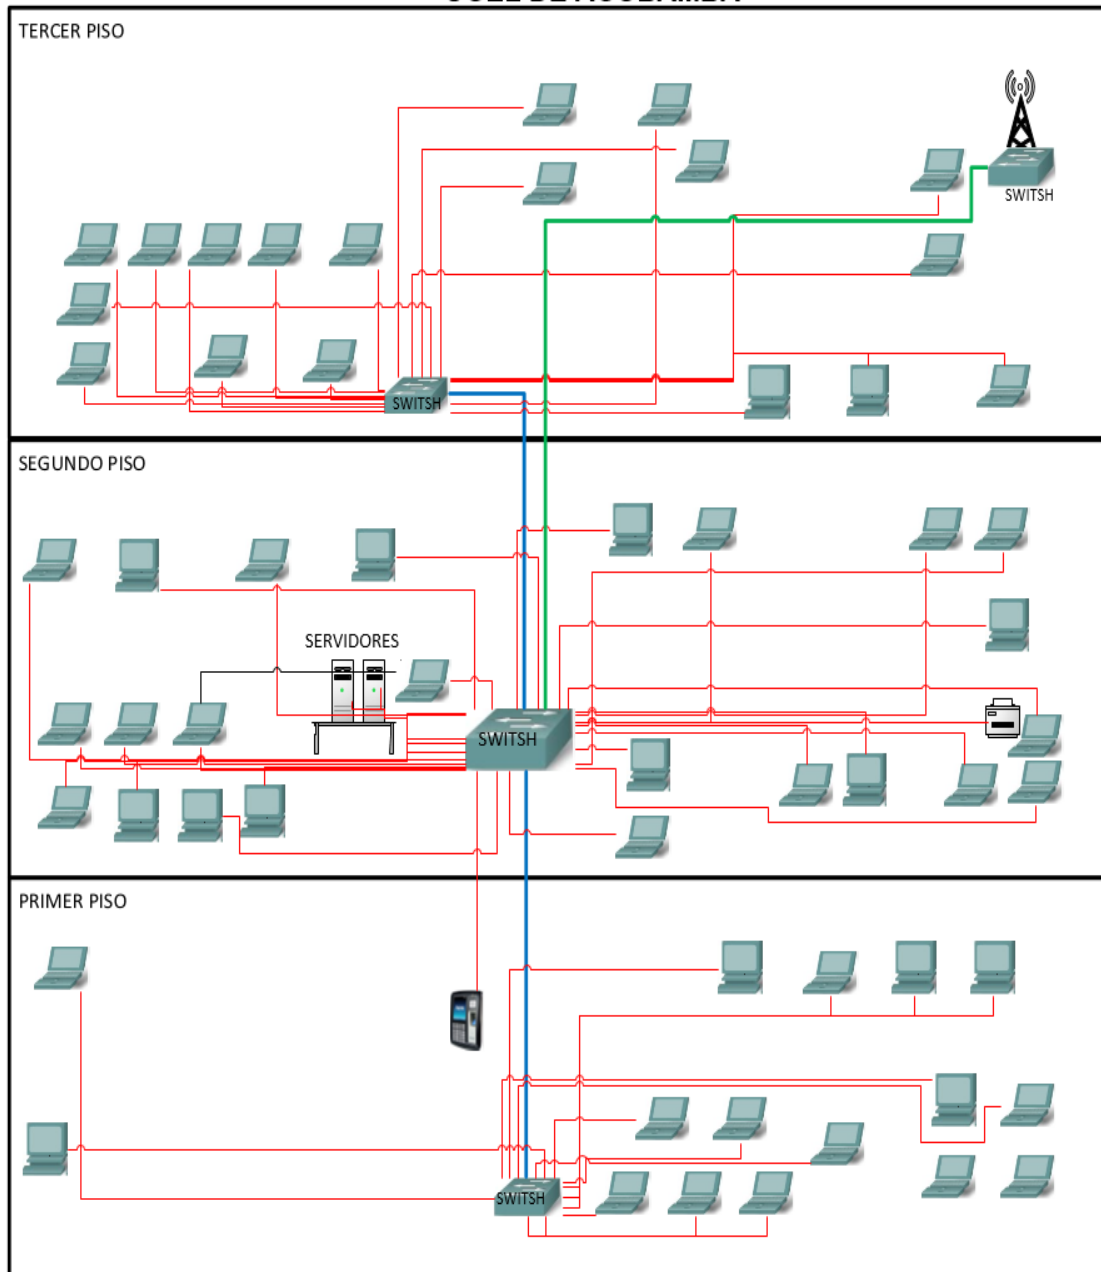 TERCER PISO
SWITSH
SWITSH
SEGUNDO PISO
SERVIDORES
SWITSH
PRIMER PISO
SWITSH